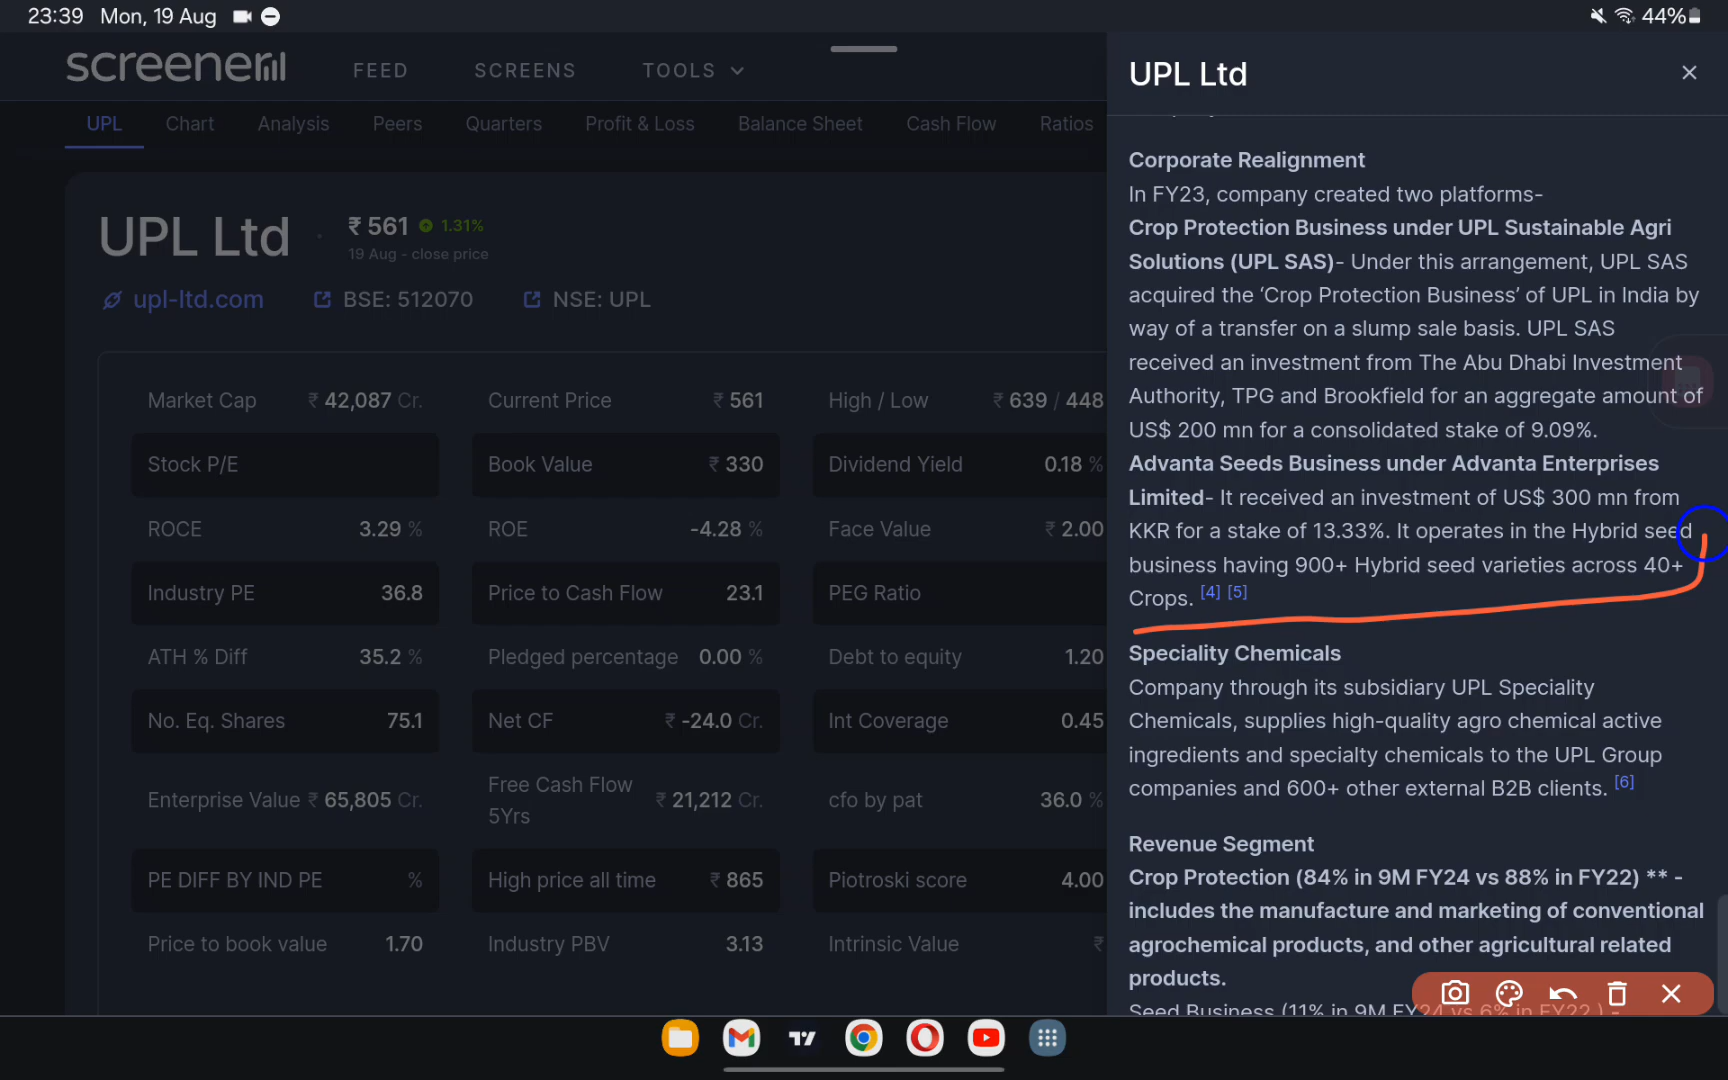 23:39 Mon, 19 Aug 44%
screener
FEED SCREENS TOOLS
UPL Chart Analysis Peers Quarters Profit & Loss Balance Sheet Cash Flow Ratios
UPL Ltd
₹ 561 1.31%
19 Aug - close price
upl-ltd.com BSE: 512070 NSE: UPL
Market Cap ₹ 42,087 Cr. Current Price ₹ 561 High / Low ₹ 639 / 448
Stock P/E Book Value ₹ 330 Dividend Yield 0.18 %
ROCE 3.29 % ROE -4.28 % Face Value ₹ 2.00
Industry PE 36.8 Price to Cash Flow 23.1 PEG Ratio
ATH % Diff 35.2 % Pledged percentage 0.00 % Debt to equity 1.20
No. Eq. Shares 75.1 Net CF ₹ -24.0 Cr. Int Coverage 0.45
Enterprise Value ₹ 65,805 Cr. Free Cash Flow ₹ 21,212 Cr. cfo by pat 36.0 %
5Yrs
PE DIFF BY IND PE % High price all time ₹ 865 Piotroski score 4.00
Price to book value 1.70 Industry PBV 3.13 Intrinsic Value ₹
UPL Ltd
Corporate Realignment
In FY23, company created two platforms-
Crop Protection Business under UPL Sustainable Agri
Solutions (UPL SAS)- Under this arrangement, UPL SAS
acquired the ‘Crop Protection Business’ of UPL in India by
way of a transfer on a slump sale basis. UPL SAS
received an investment from The Abu Dhabi Investment
Authority, TPG and Brookfield for an aggregate amount of
US$ 200 mn for a consolidated stake of 9.09%.
Advanta Seeds Business under Advanta Enterprises
Limited- It received an investment of US$ 300 mn from
KKR for a stake of 13.33%. It operates in the Hybrid seed
business having 900+ Hybrid seed varieties across 40+
Crops. [4] [5]
Speciality Chemicals
Company through its subsidiary UPL Speciality
Chemicals, supplies high-quality agro chemical active
ingredients and specialty chemicals to the UPL Group
companies and 600+ other external B2B clients. [6]
Revenue Segment
Crop Protection (84% in 9M FY24 vs 88% in FY22) ** -
includes the manufacture and marketing of conventional
agrochemical products, and other agricultural related
products.
Seed Business (11% in 9M FY24 vs 6% in FY22 ) -